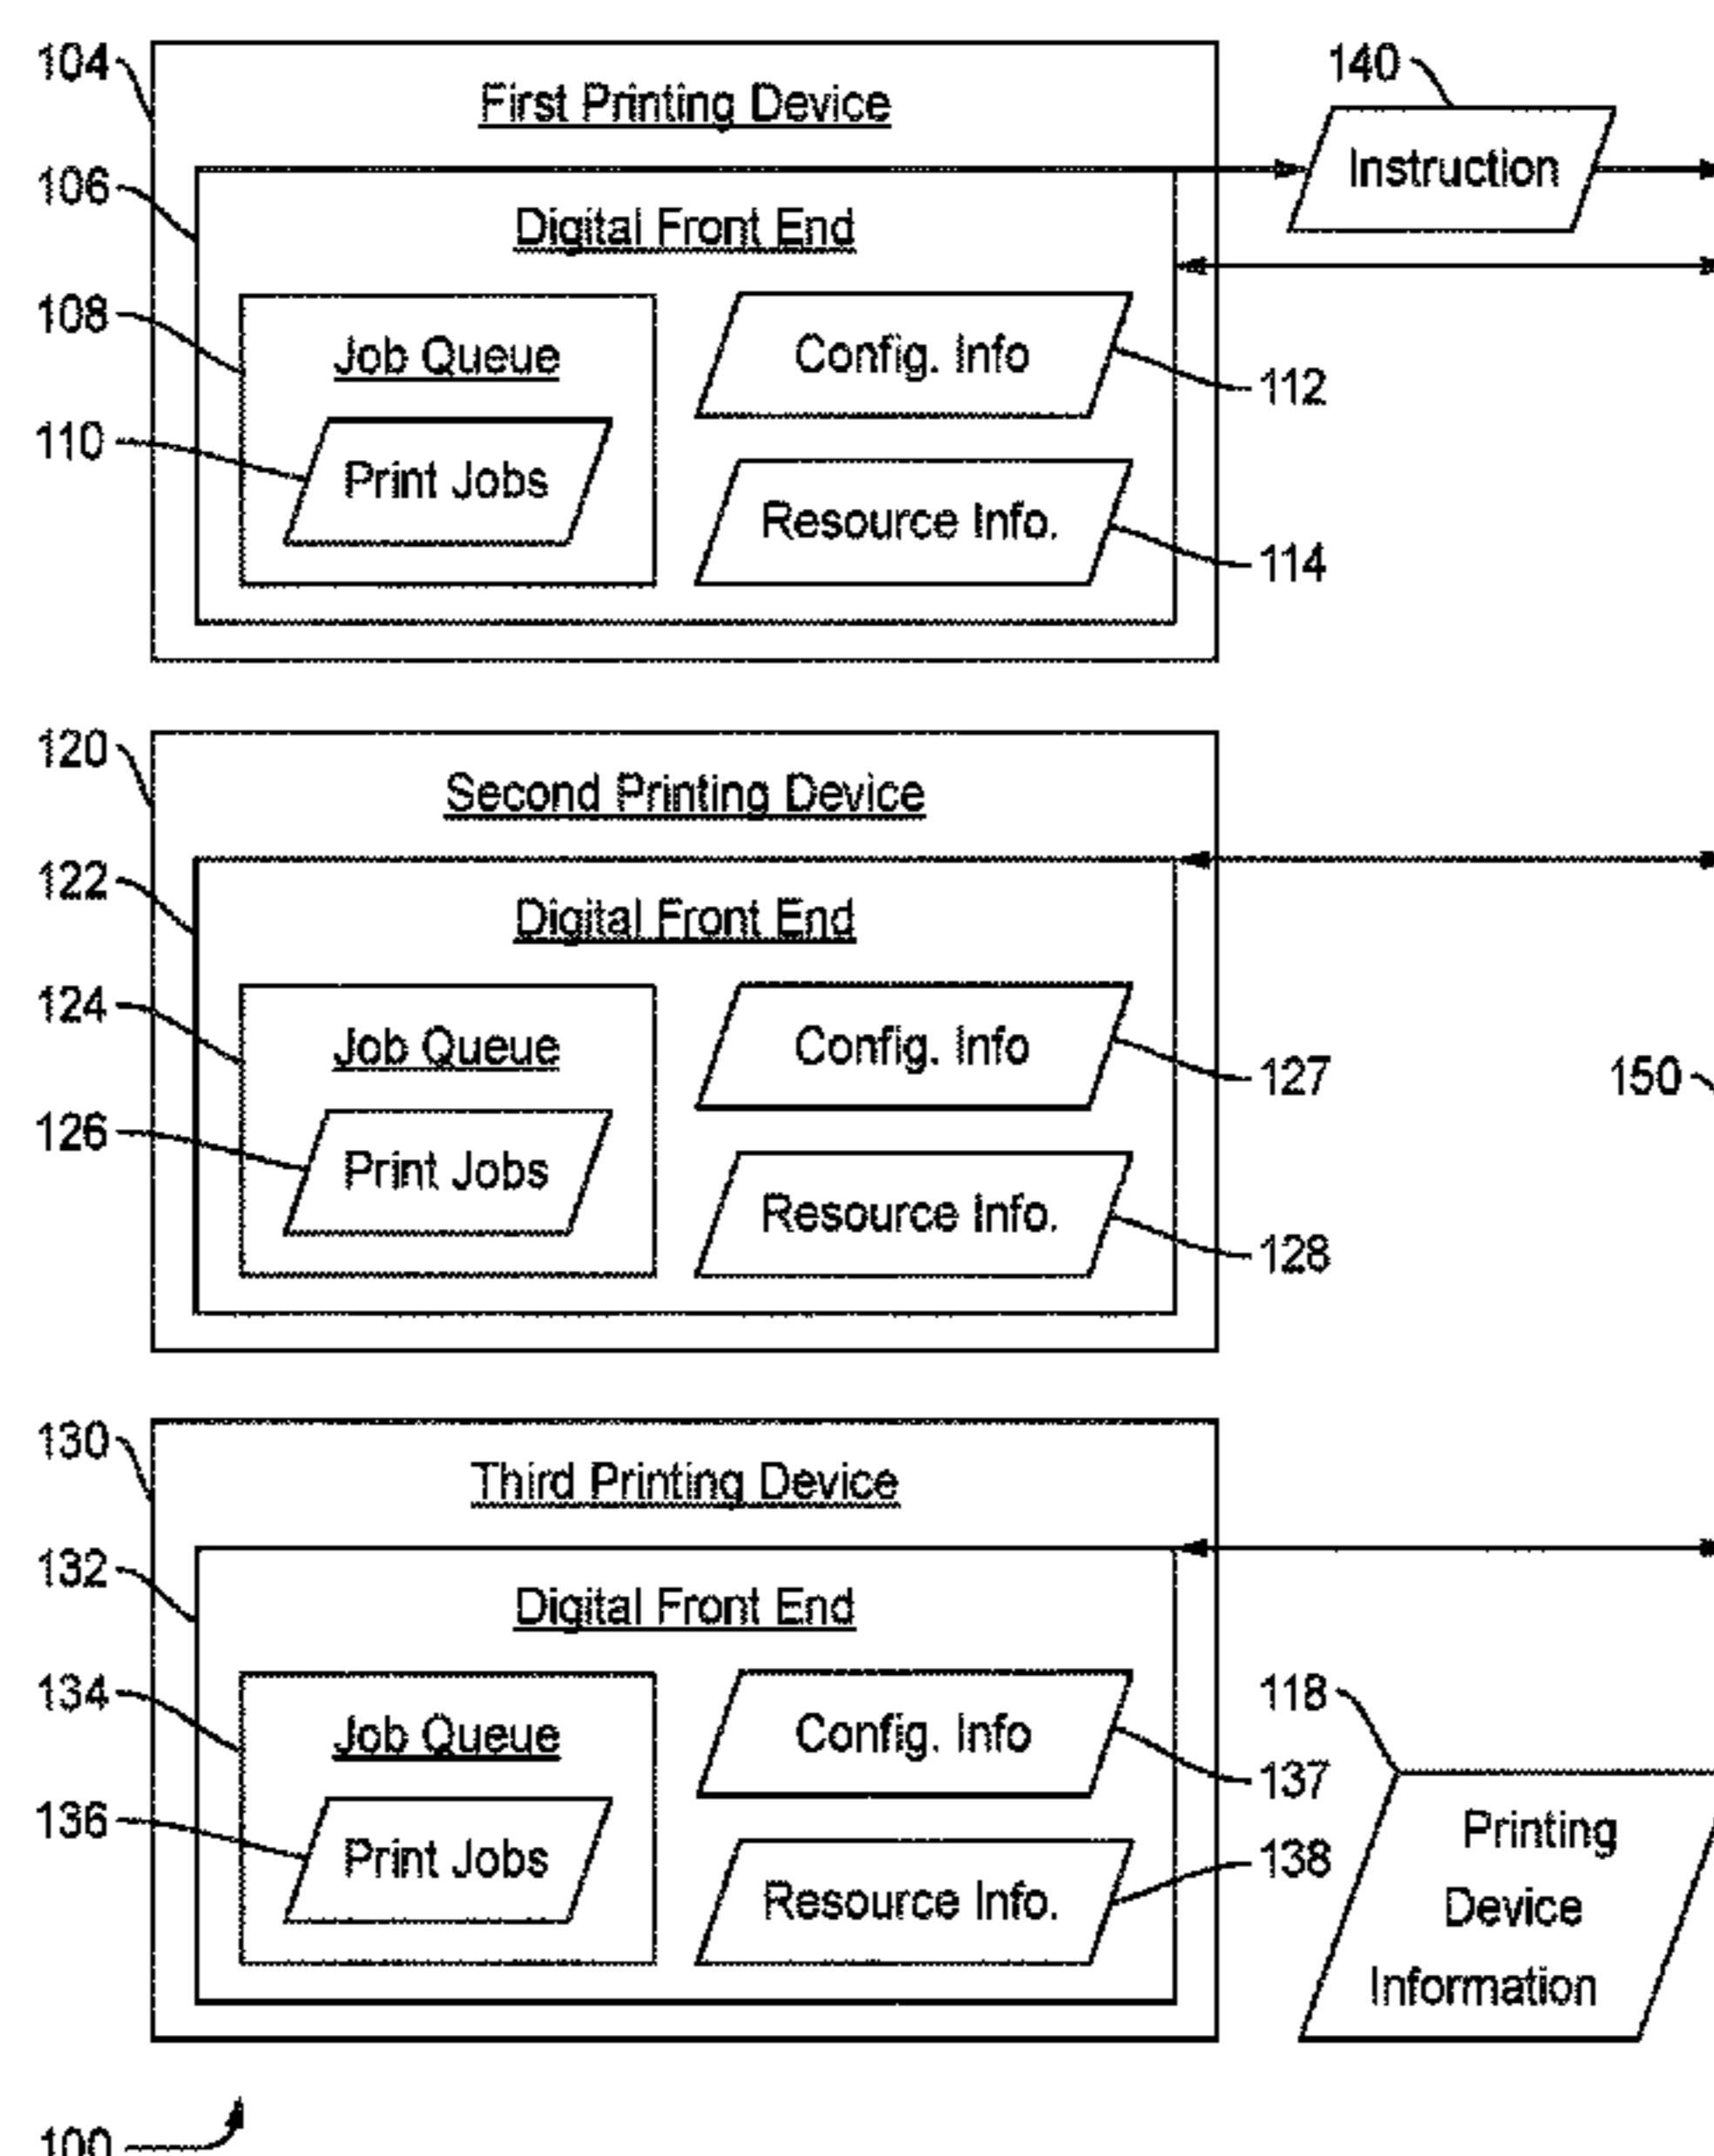 104
First Printing Device
140
Instruction
106
Digital Front End
108
Job Queue
Config. Info
112
110
Print Jobs
Resource Info.
114
120
Second Printing Device
122
Digital Front End
124
Job Queue
Config. Info
127
150
126
Print Jobs
Resource Info.
128
130
Third Printing Device
132
Digital Front End
134
Job Queue
Config. Info
137
118
Printing
Device
Information
136
Print Jobs
Resource Info.
138
100